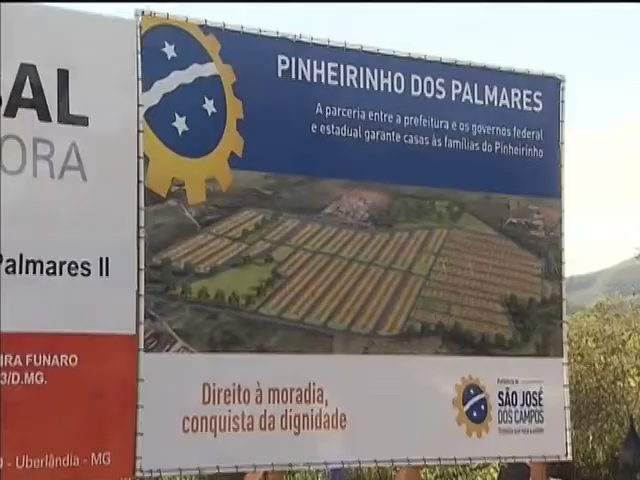 SAL
ORA
Palmares II
IRA FUNARO
3/D.MG.
- Uberlândia - MG
PINHEIRINHO DOS PALMARES
A parceria entre a prefeitura e os governos federal
e estadual garante casas às famílias do Pinheirinho
Direito à moradia,
conquista da dignidade
SÃO JOSÉ
DOS CAMPOS